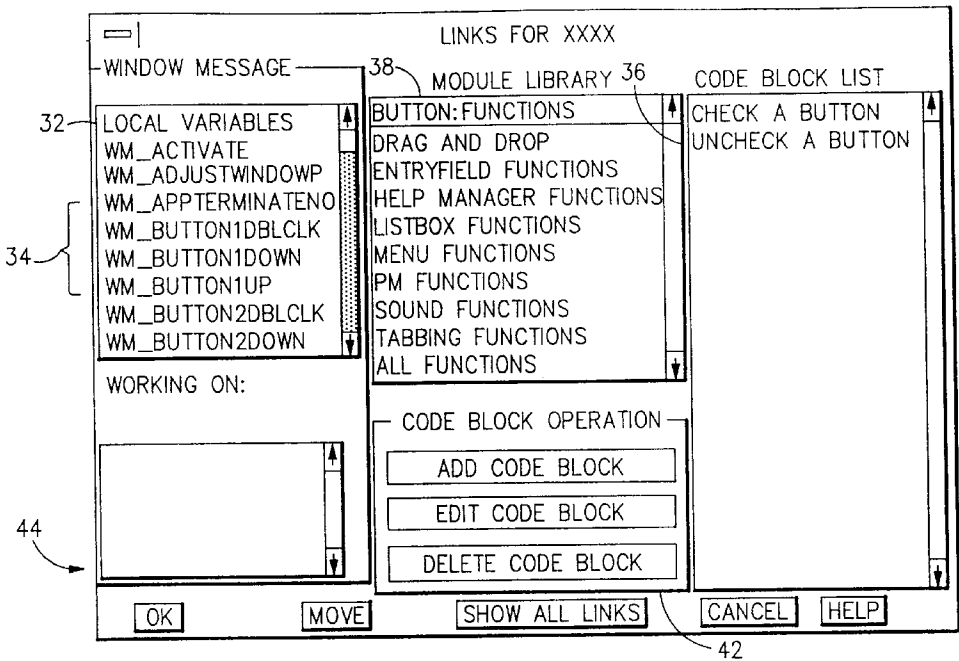 LINKS FOR XXXX
WINDOW MESSAGE
38
MODULE LIBRARY
36
CODE BLOCK LIST
32
LOCAL VARIABLES
WM_ACTIVATE
WM_ADJUSTWINDOWP
WM_APPTERMINATENO
WM_BUTTON1DBLCLK
WM_BUTTON1DOWN
WM_BUTTON1UP
WM_BUTTON2DBLCLK
WM_BUTTON2DOWN
34
BUTTON:FUNCTIONS
DRAG AND DROP
ENTRYFIELD FUNCTIONS
HELP MANAGER FUNCTIONS
LISTBOX FUNCTIONS
MENU FUNCTIONS
PM FUNCTIONS
SOUND FUNCTIONS
TABBING FUNCTIONS
ALL FUNCTIONS
CHECK A BUTTON
UNCHECK A BUTTON
WORKING ON:
CODE BLOCK OPERATION
ADD CODE BLOCK
EDIT CODE BLOCK
DELETE CODE BLOCK
44
OK
MOVE
SHOW ALL LINKS
CANCEL
HELP
42